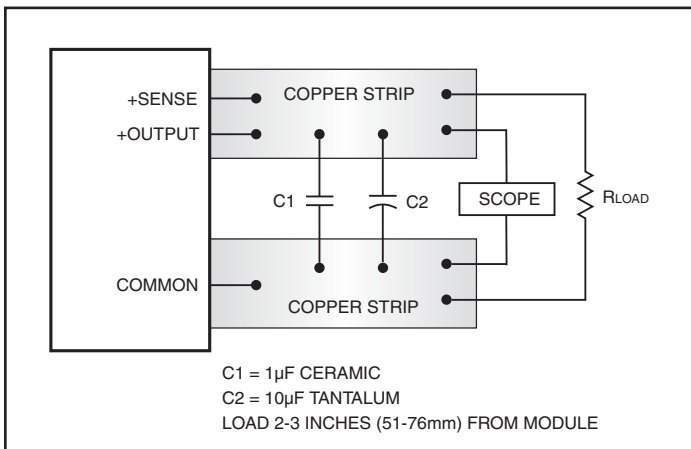 +SENSE
COPPER STRIP
+OUTPUT
C1
C2
SCOPE
RLOAD
COMMON
COPPER STRIP
C1 = 1µF CERAMIC
C2 = 10µF TANTALUM
LOAD 2-3 INCHES (51-76mm) FROM MODULE